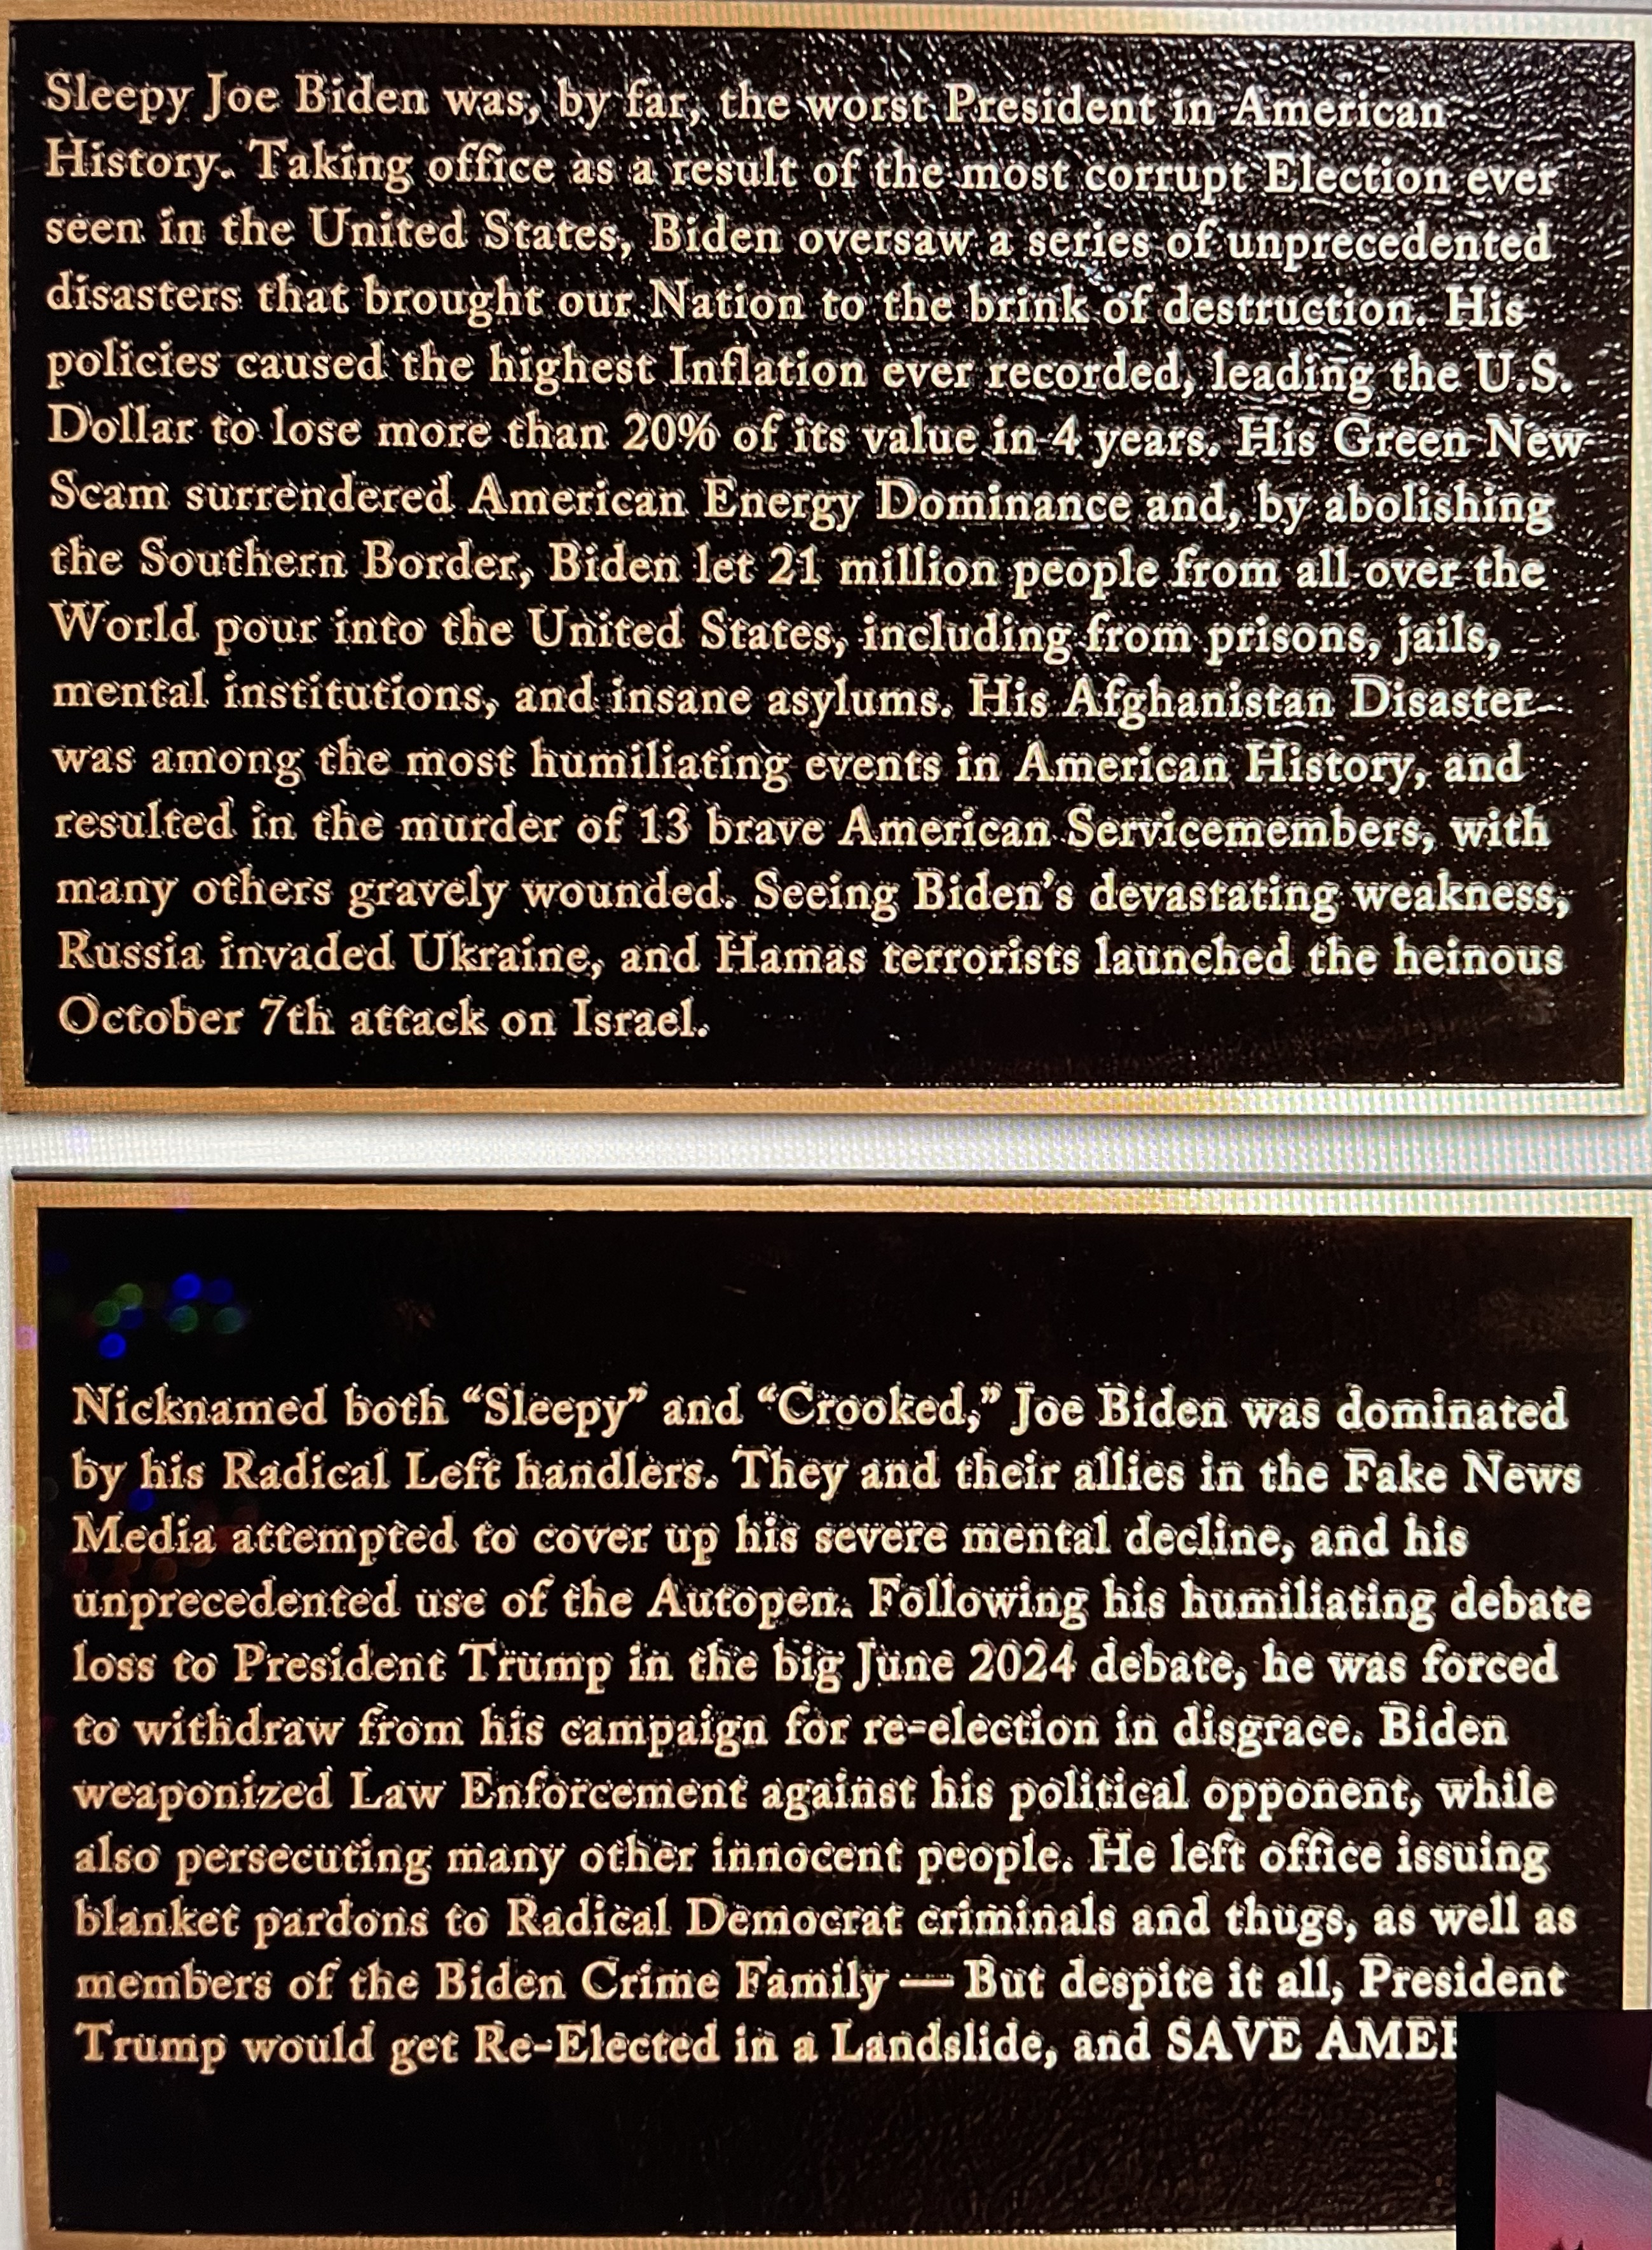 Sleepy Joe Biden was, by far, the worst President in American
History. Taking office as a result of the most corrupt Election ever
seen in the United States, Biden oversaw a series of unprecedented
disasters that brought our Nation to the brink of destruction. His
policies caused the highest Inflation ever recorded, leading the U.S.
Dollar to lose more than 20% of its value in 4 years. His Green New
Scam surrendered American Energy Dominance and, by abolishing
the Southern Border, Biden let 21 million people from all over the
World pour into the United States, including from prisons, jails,
mental institutions, and insane asylums. His Afghanistan Disaster
was among the most humiliating events in American History, and
resulted in the murder of 13 brave American Servicemembers, with
many others gravely wounded. Seeing Biden’s devastating weakness,
Russia invaded Ukraine, and Hamas terrorists launched the heinous
October 7th attack on Israel.
Nicknamed both “Sleepy” and “Crooked,” Joe Biden was dominated
by his Radical Left handlers. They and their allies in the Fake News
Media attempted to cover up his severe mental decline, and his
unprecedented use of the Autopen. Following his humiliating debate
loss to President Trump in the big June 2024 debate, he was forced
to withdraw from his campaign for re-election in disgrace. Biden
weaponized Law Enforcement against his political opponent, while
also persecuting many other innocent people. He left office issuing
blanket pardons to Radical Democrat criminals and thugs, as well as
members of the Biden Crime Family — But despite it all, President
Trump would get Re-Elected in a Landslide, and SAVE